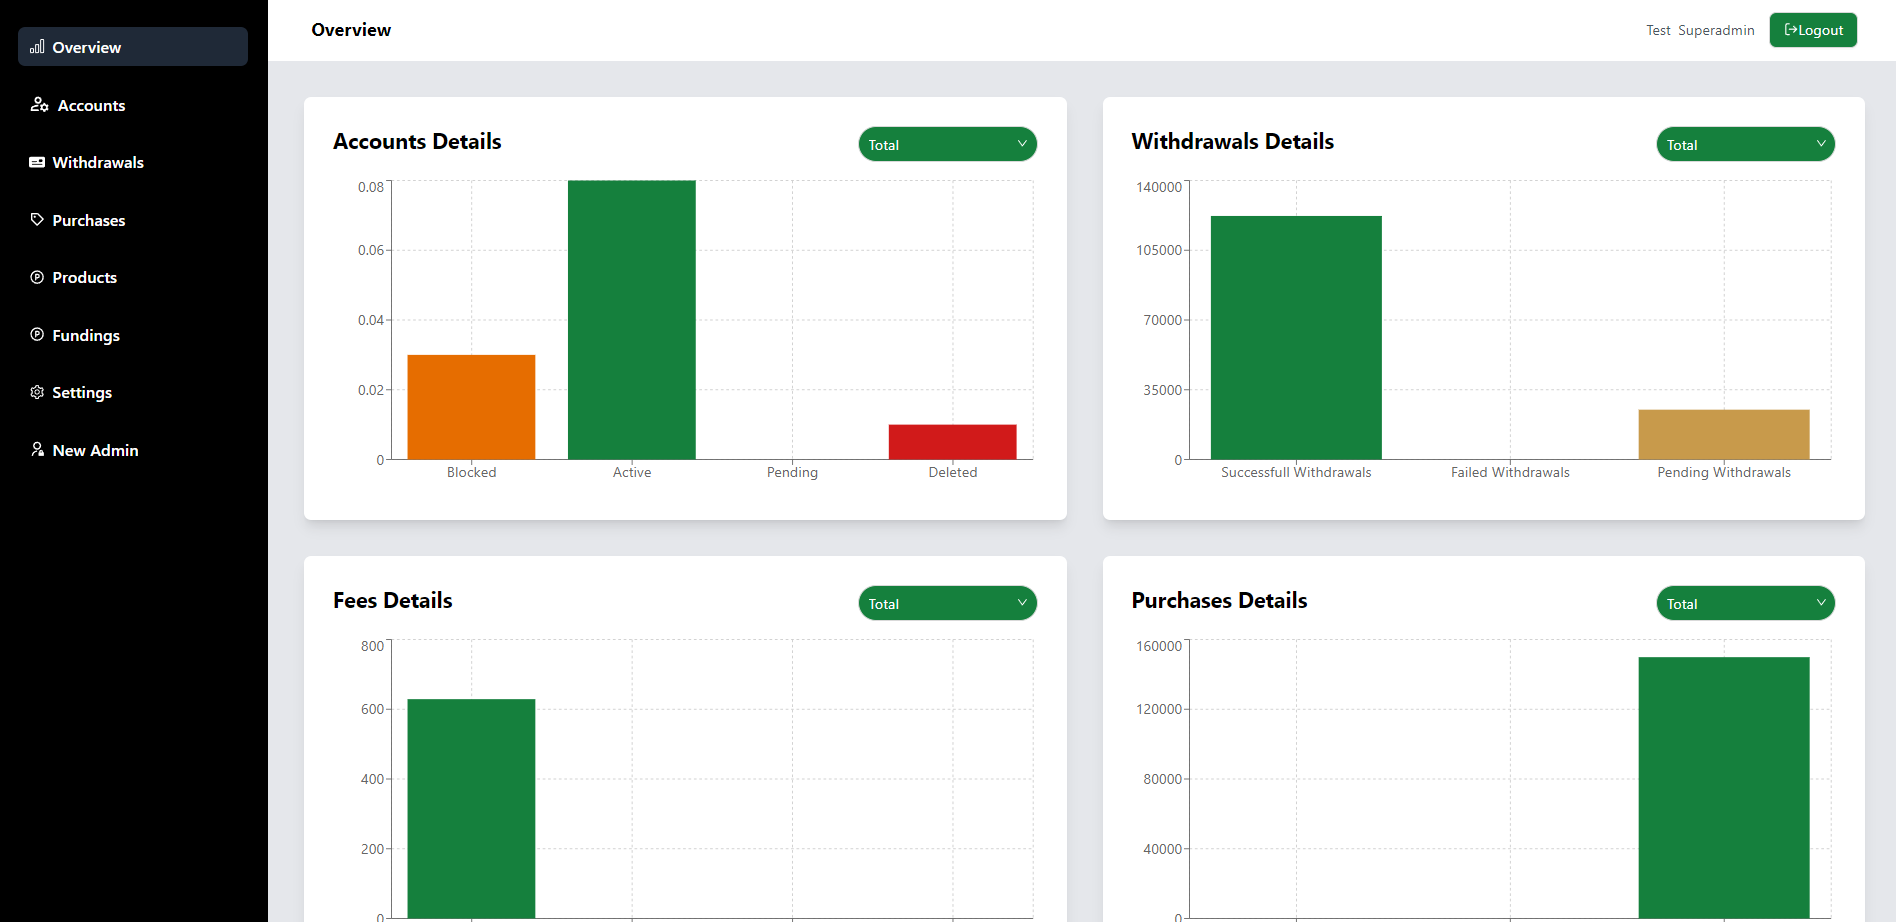 Overview
Accounts
Withdrawals
Purchases
Products
Fundings
Settings
New Admin
Overview
Test Superadmin
Logout
Accounts Details
Total
0.08
0.06
0.04
0.02
0
Blocked
Active
Pending
Deleted
Withdrawals Details
Total
140000
105000
70000
35000
0
Successfull Withdrawals
Failed Withdrawals
Pending Withdrawals
Fees Details
Total
800
600
400
200
0
Purchases Details
Total
160000
120000
80000
40000
0